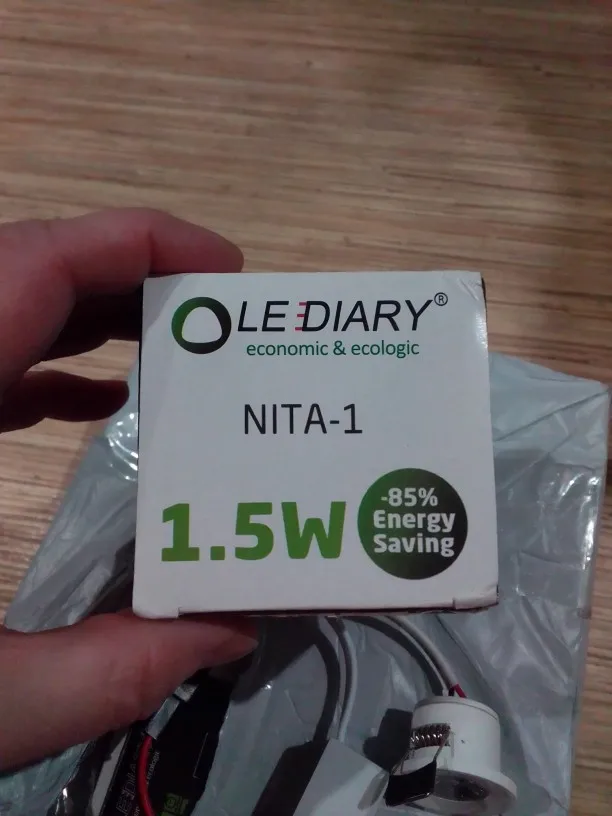 LEDIARY®
economic & ecologic
NITA-1
1.5W
-85%
Energy
Saving